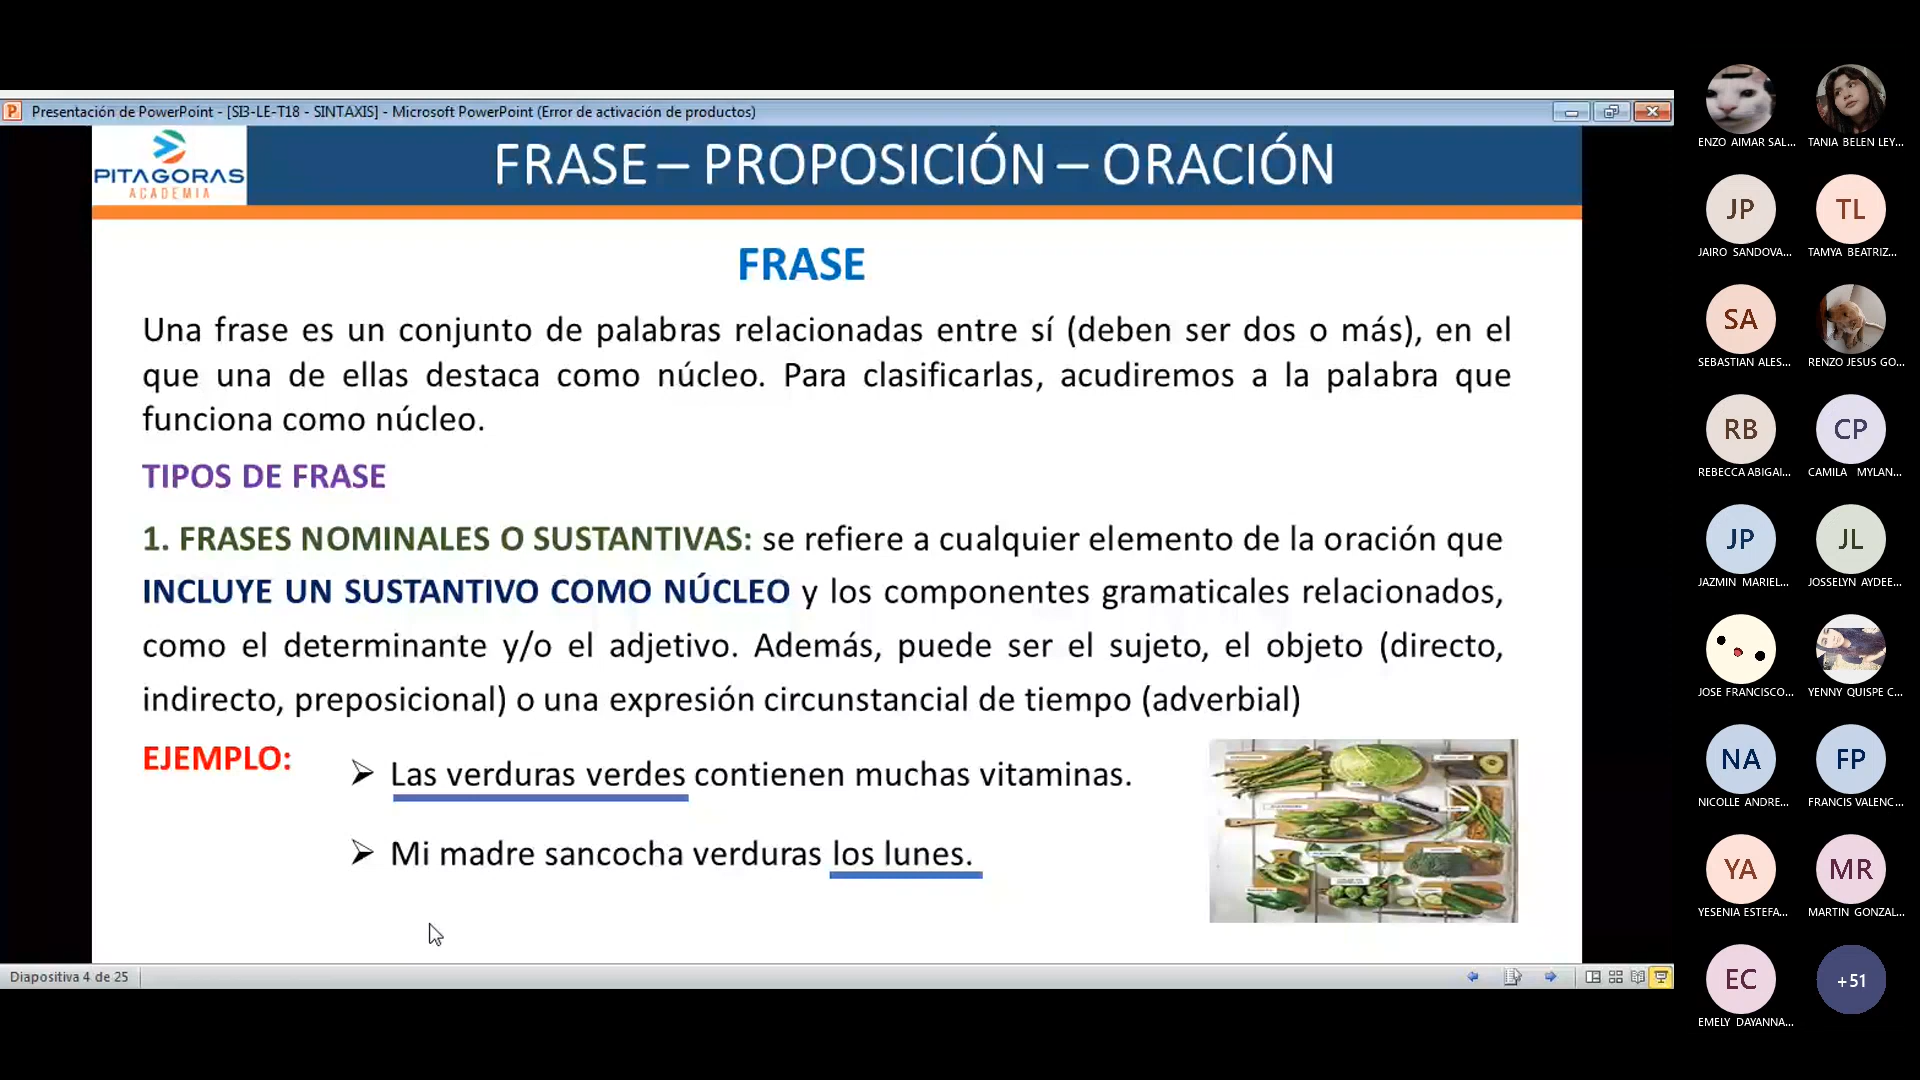 Presentación de PowerPoint - [SI3-LE-T18 - SINTAXIS] - Microsoft PowerPoint (Error de activación de productos)
PITAGORAS
ACADEMIA
FRASE – PROPOSICIÓN – ORACIÓN
FRASE
Una frase es un conjunto de palabras relacionadas entre sí (deben ser dos o más), en el
que una de ellas destaca como núcleo. Para clasificarlas, acudiremos a la palabra que
funciona como núcleo.
TIPOS DE FRASE
1. FRASES NOMINALES O SUSTANTIVAS: se refiere a cualquier elemento de la oración que
INCLUYE UN SUSTANTIVO COMO NÚCLEO y los componentes gramaticales relacionados,
como el determinante y/o el adjetivo. Además, puede ser el sujeto, el objeto (directo,
indirecto, preposicional) o una expresión circunstancial de tiempo (adverbial)
EJEMPLO:
Las verduras verdes contienen muchas vitaminas.
Mi madre sancocha verduras los lunes.
Diapositiva 4 de 25
ENZO AIMAR SAL...
TANIA BELEN LEY...
JP
TL
JAIRO SANDOVA...
TAMYA BEATRIZ...
SA
SEBASTIAN ALES...
RENZO JESUS GO...
RB
CP
REBECCA ABIGAI...
CAMILA MYLAN...
JP
JL
JAZMIN MARIEL...
JOSSELYN AYDEE...
JOSE FRANCISCO...
YENNY QUISPE C...
NA
FP
NICOLLE ANDRE...
FRANCIS VALENC...
YA
MR
YESENIA ESTEFA...
MARTIN GONZAL...
EC
+51
EMELY DAYANNA...